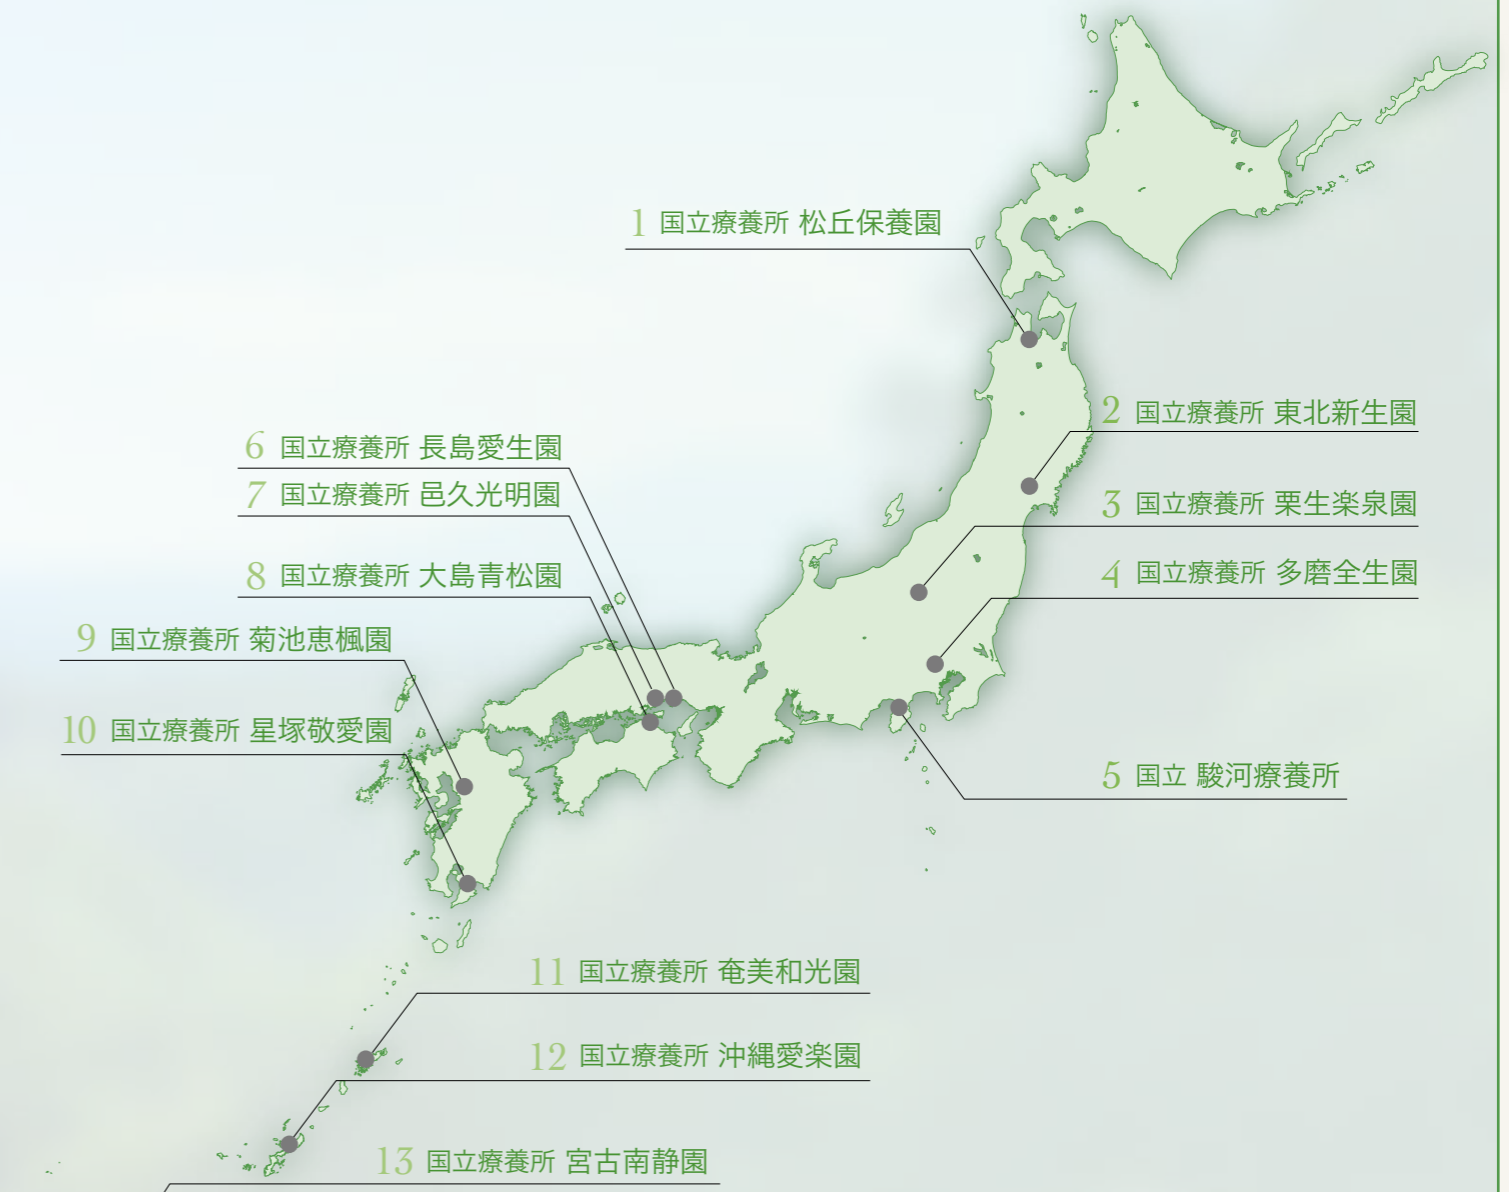 1 国立療養所 松丘保養園
2 国立療養所 東北新生園
3 国立療養所 栗生楽泉園
4 国立療養所 多磨全生園
5 国立 駿河療養所
6 国立療養所 長島愛生園
7 国立療養所 邑久光明園
8 国立療養所 大島青松園
9 国立療養所 菊池恵楓園
10 国立療養所 星塚敬愛園
11 国立療養所 奄美和光園
12 国立療養所 沖縄愛楽園
13 国立療養所 宮古南静園